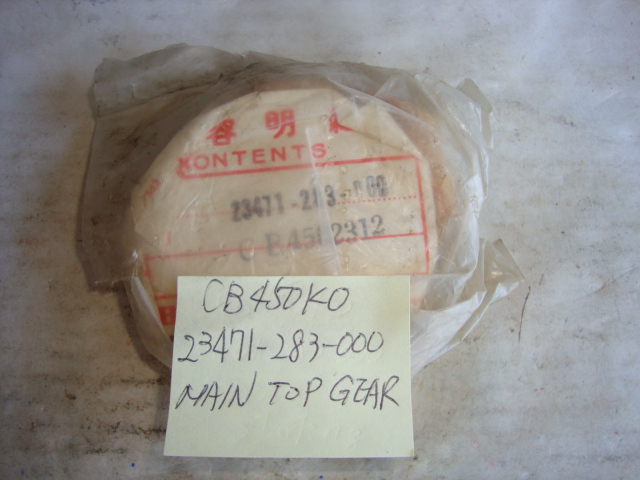 容明
KONTENTS
23471-283-000
CB4502312
CB450K0
23471-283-000
MAIN TOP GEAR